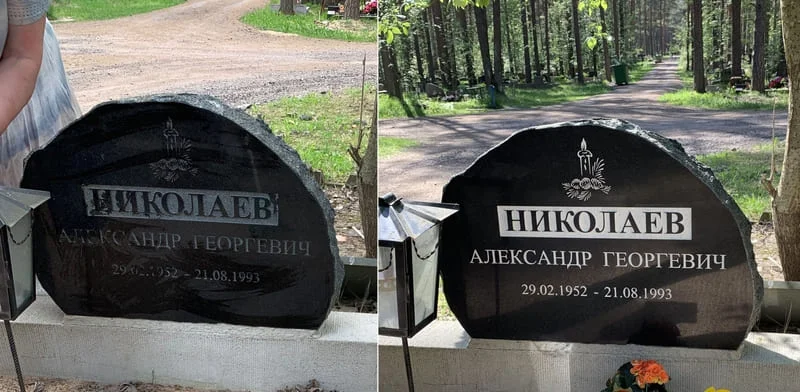 НИКОЛАЕВ
АЛЕКСАНДР ГЕОРГЕВИЧ
29.02.1952 - 21.08.1993
НИКОЛАЕВ
АЛЕКСАНДР ГЕОРГЕВИЧ
29.02.1952 - 21.08.1993